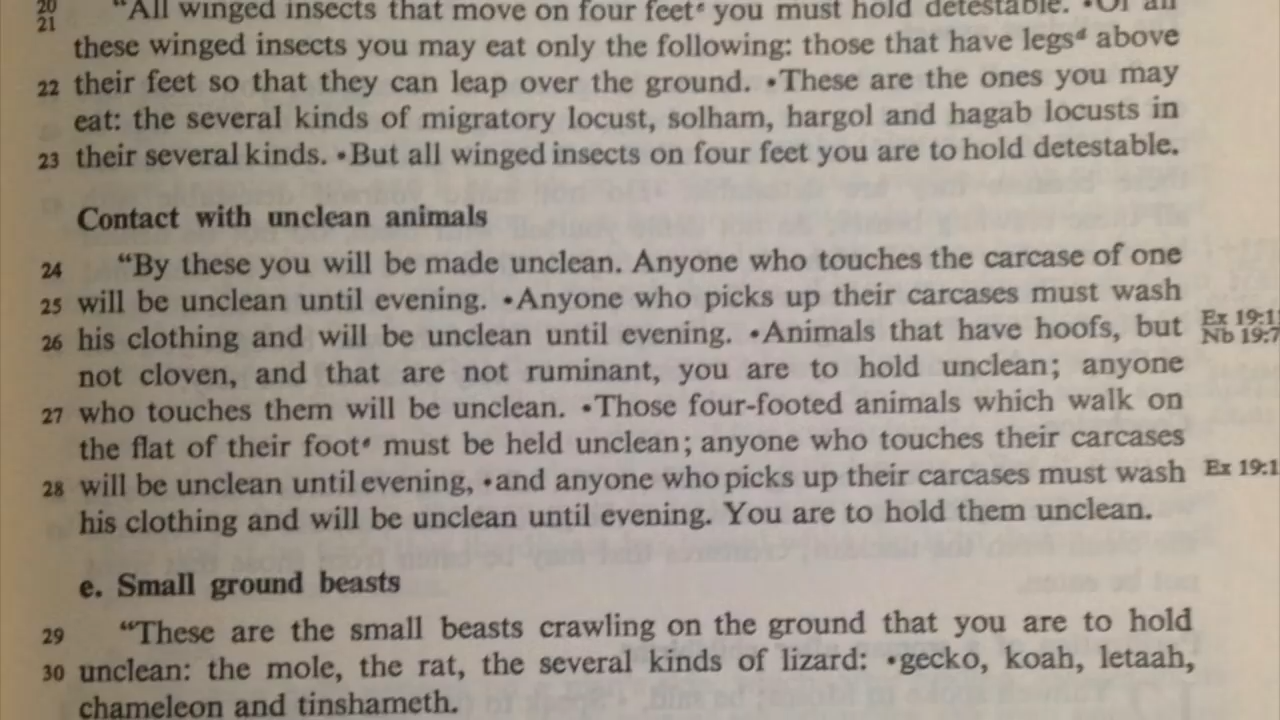 20 "All winged insects that move on four feetᶜ you must hold detestable. •Of all
21
these winged insects you may eat only the following: those that have legsᵈ above
22 their feet so that they can leap over the ground. •These are the ones you may
eat: the several kinds of migratory locust, solham, hargol and hagab locusts in
23 their several kinds. •But all winged insects on four feet you are to hold detestable.
Contact with unclean animals
24 "By these you will be made unclean. Anyone who touches the carcase of one
25 will be unclean until evening. •Anyone who picks up their carcases must wash
26 his clothing and will be unclean until evening. •Animals that have hoofs, but
Ex 19:1
Nb 19:7
not cloven, and that are not ruminant, you are to hold unclean; anyone
27 who touches them will be unclean. •Those four-footed animals which walk on
the flat of their footᵉ must be held unclean; anyone who touches their carcases
28 will be unclean until evening, •and anyone who picks up their carcases must wash Ex 19:1
his clothing and will be unclean until evening. You are to hold them unclean.
e. Small ground beasts
29 "These are the small beasts crawling on the ground that you are to hold
30 unclean: the mole, the rat, the several kinds of lizard: •gecko, koah, letaah,
chameleon and tinshameth.